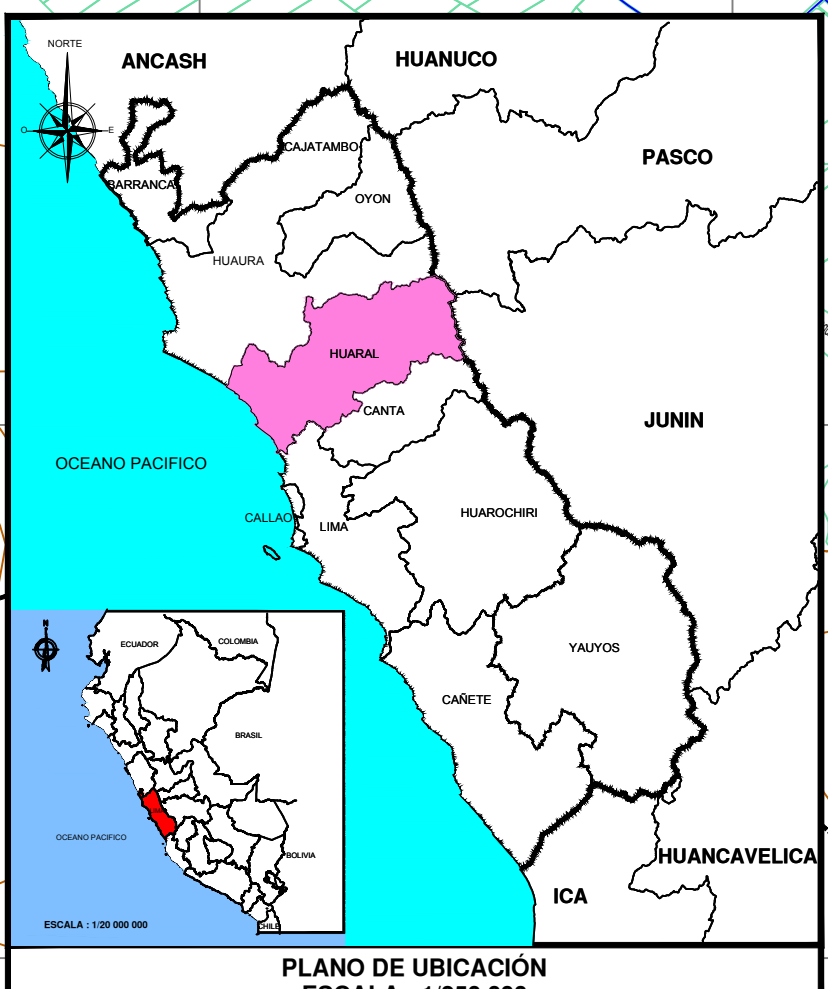 NORTE
ANCASH
HUANUCO
O
E
CAJATAMBO
PASCO
BARRANCA
OYON
HUAURA
HUARAL
CANTA
JUNIN
OCEANO PACIFICO
CALLAO
LIMA
HUAROCHIRI
N
ECUADOR
COLOMBIA
YAUYOS
CAÑETE
BRASIL
OCEANO PACIFICO
BOLIVIA
HUANCAVELICA
ICA
ESCALA : 1/20 000 000
CHILE
PLANO DE UBICACIÓN